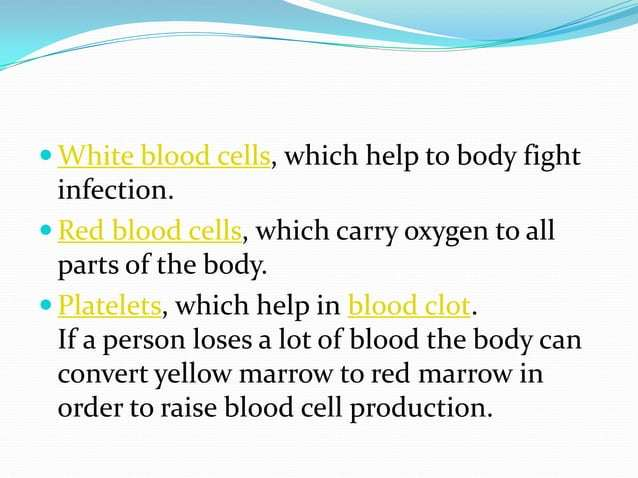 • White blood cells, which help to body fight
infection.
• Red blood cells, which carry oxygen to all
parts of the body.
• Platelets, which help in blood clot.
If a person loses a lot of blood the body can
convert yellow marrow to red marrow in
order to raise blood cell production.